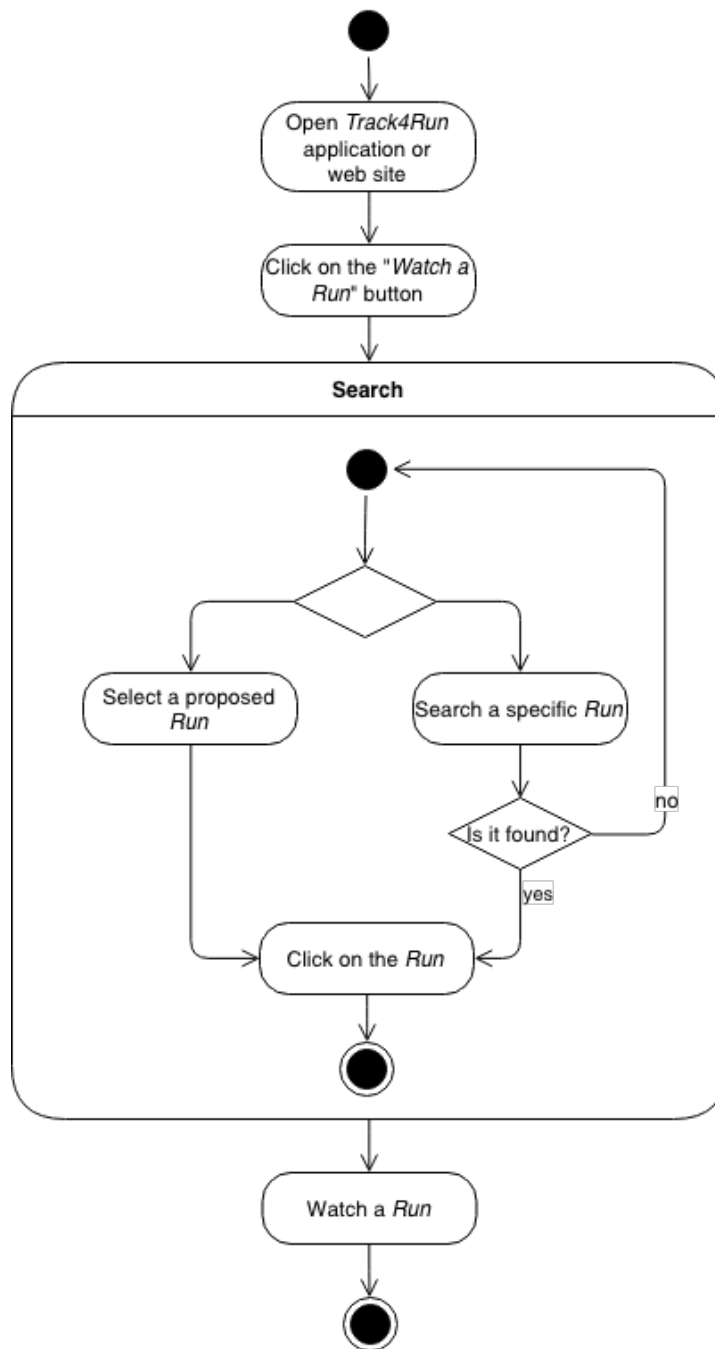 Open Track4Run
application or
web site
Click on the "Watch a
Run" button
Search
Select a proposed
Run
Search a specific Run
Is it found?
no
yes
Click on the Run
Watch a Run